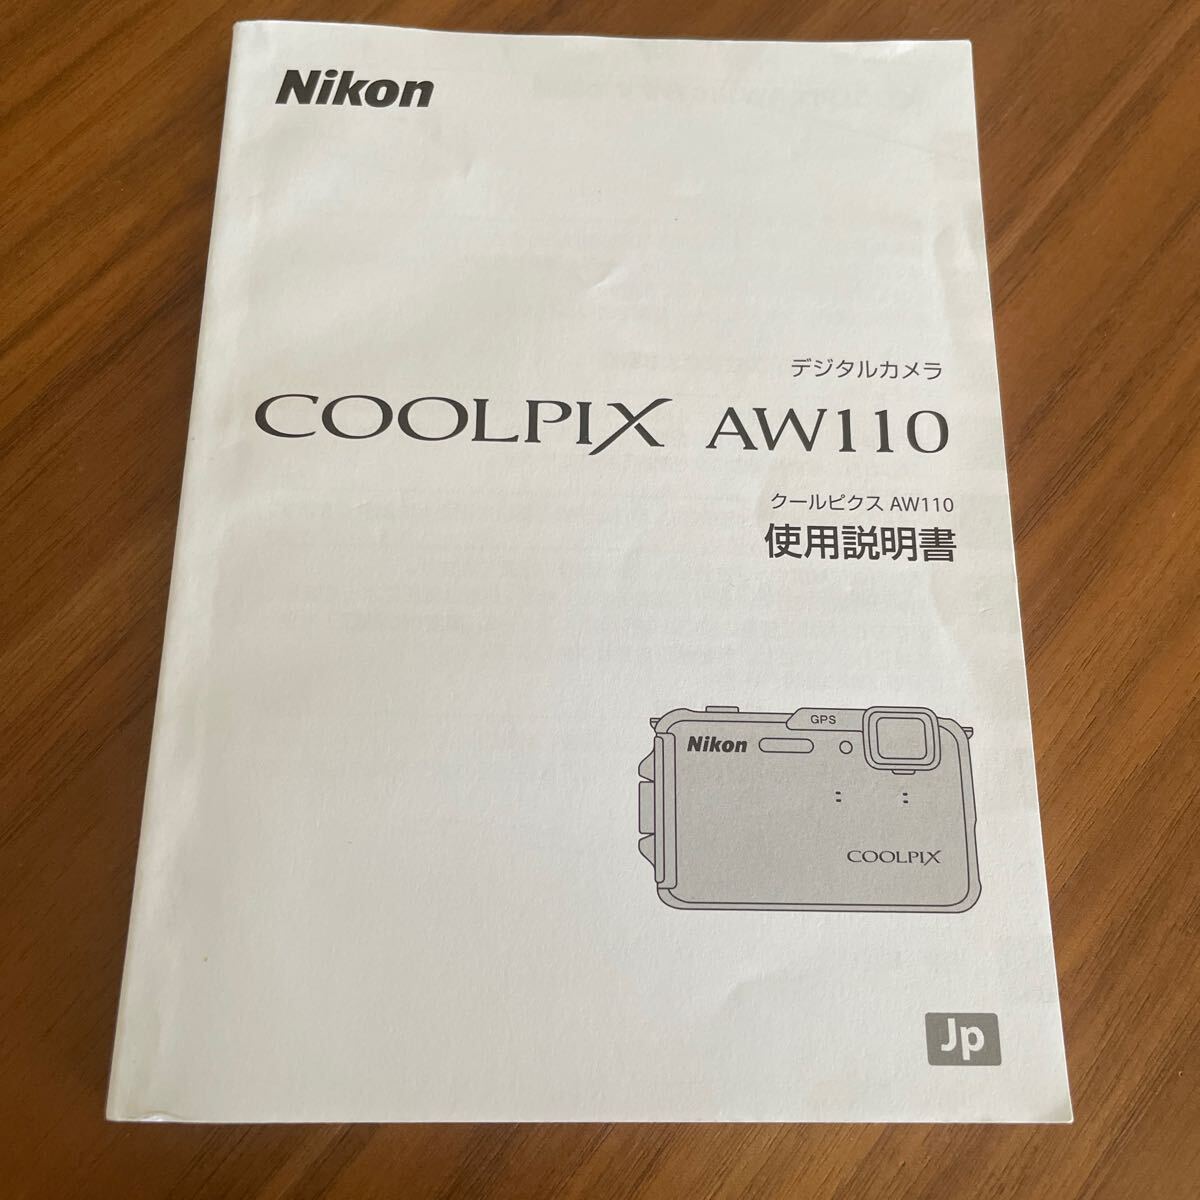 Nikon
デジタルカメラ
COOLPIX AW110
クールピクス AW110
使用説明書
GPS
Nikon
COOLPIX
Jp